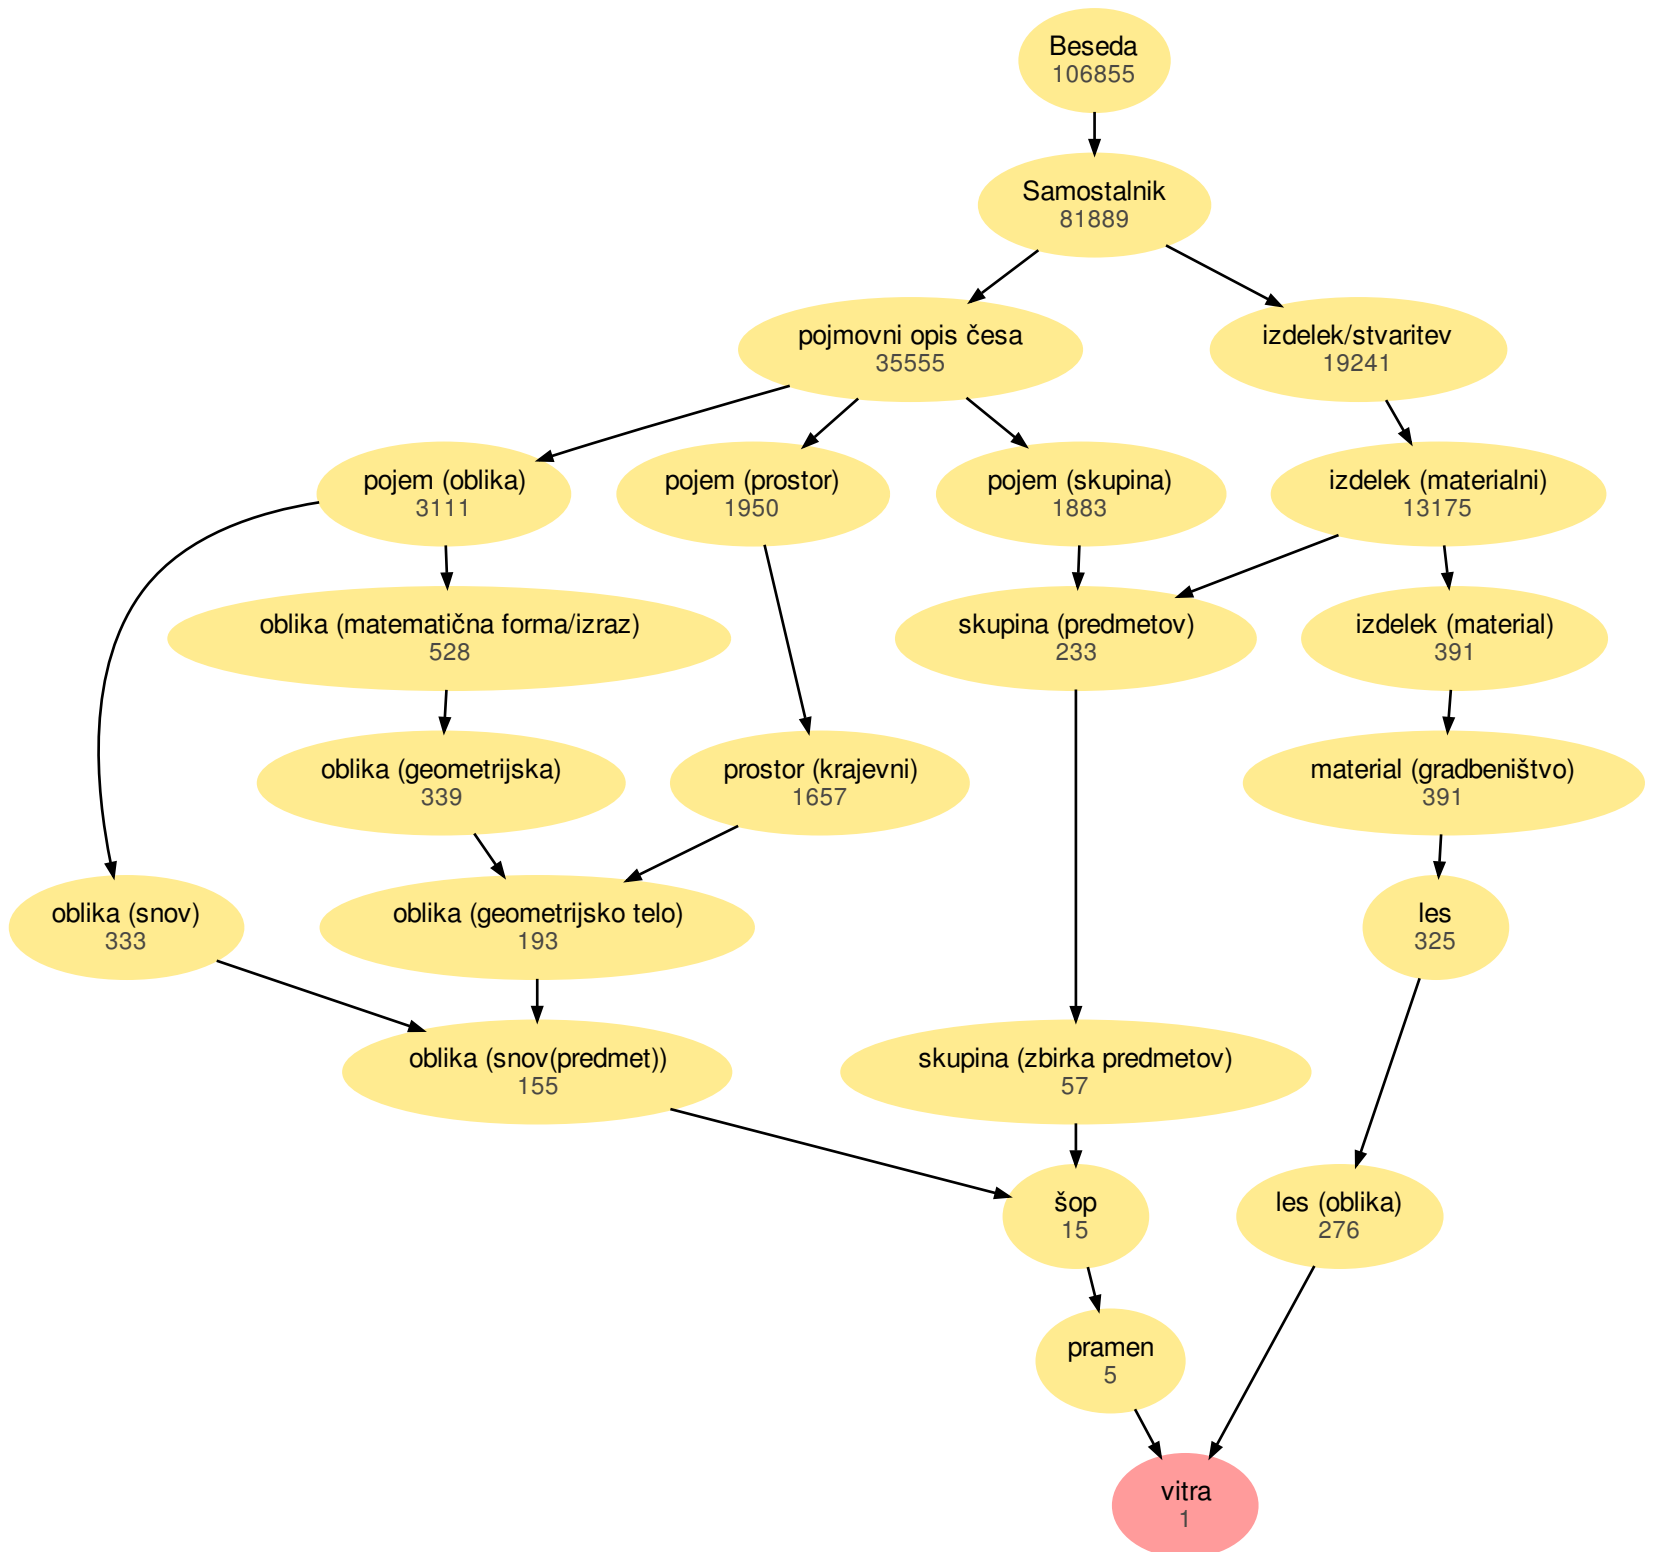 Beseda
106855
Samostalnik
81889
pojmovni opis česa
35555
izdelek/stvaritev
19241
pojem (oblika)
3111
pojem (prostor)
1950
pojem (skupina)
1883
izdelek (materialni)
13175
oblika (matematična forma/izraz)
528
skupina (predmetov)
233
izdelek (material)
391
oblika (geometrijska)
339
prostor (krajevni)
1657
material (gradbeništvo)
391
oblika (snov)
333
oblika (geometrijsko telo)
193
les
325
oblika (snov(predmet))
155
skupina (zbirka predmetov)
57
šop
15
les (oblika)
276
pramen
5
vitra
1